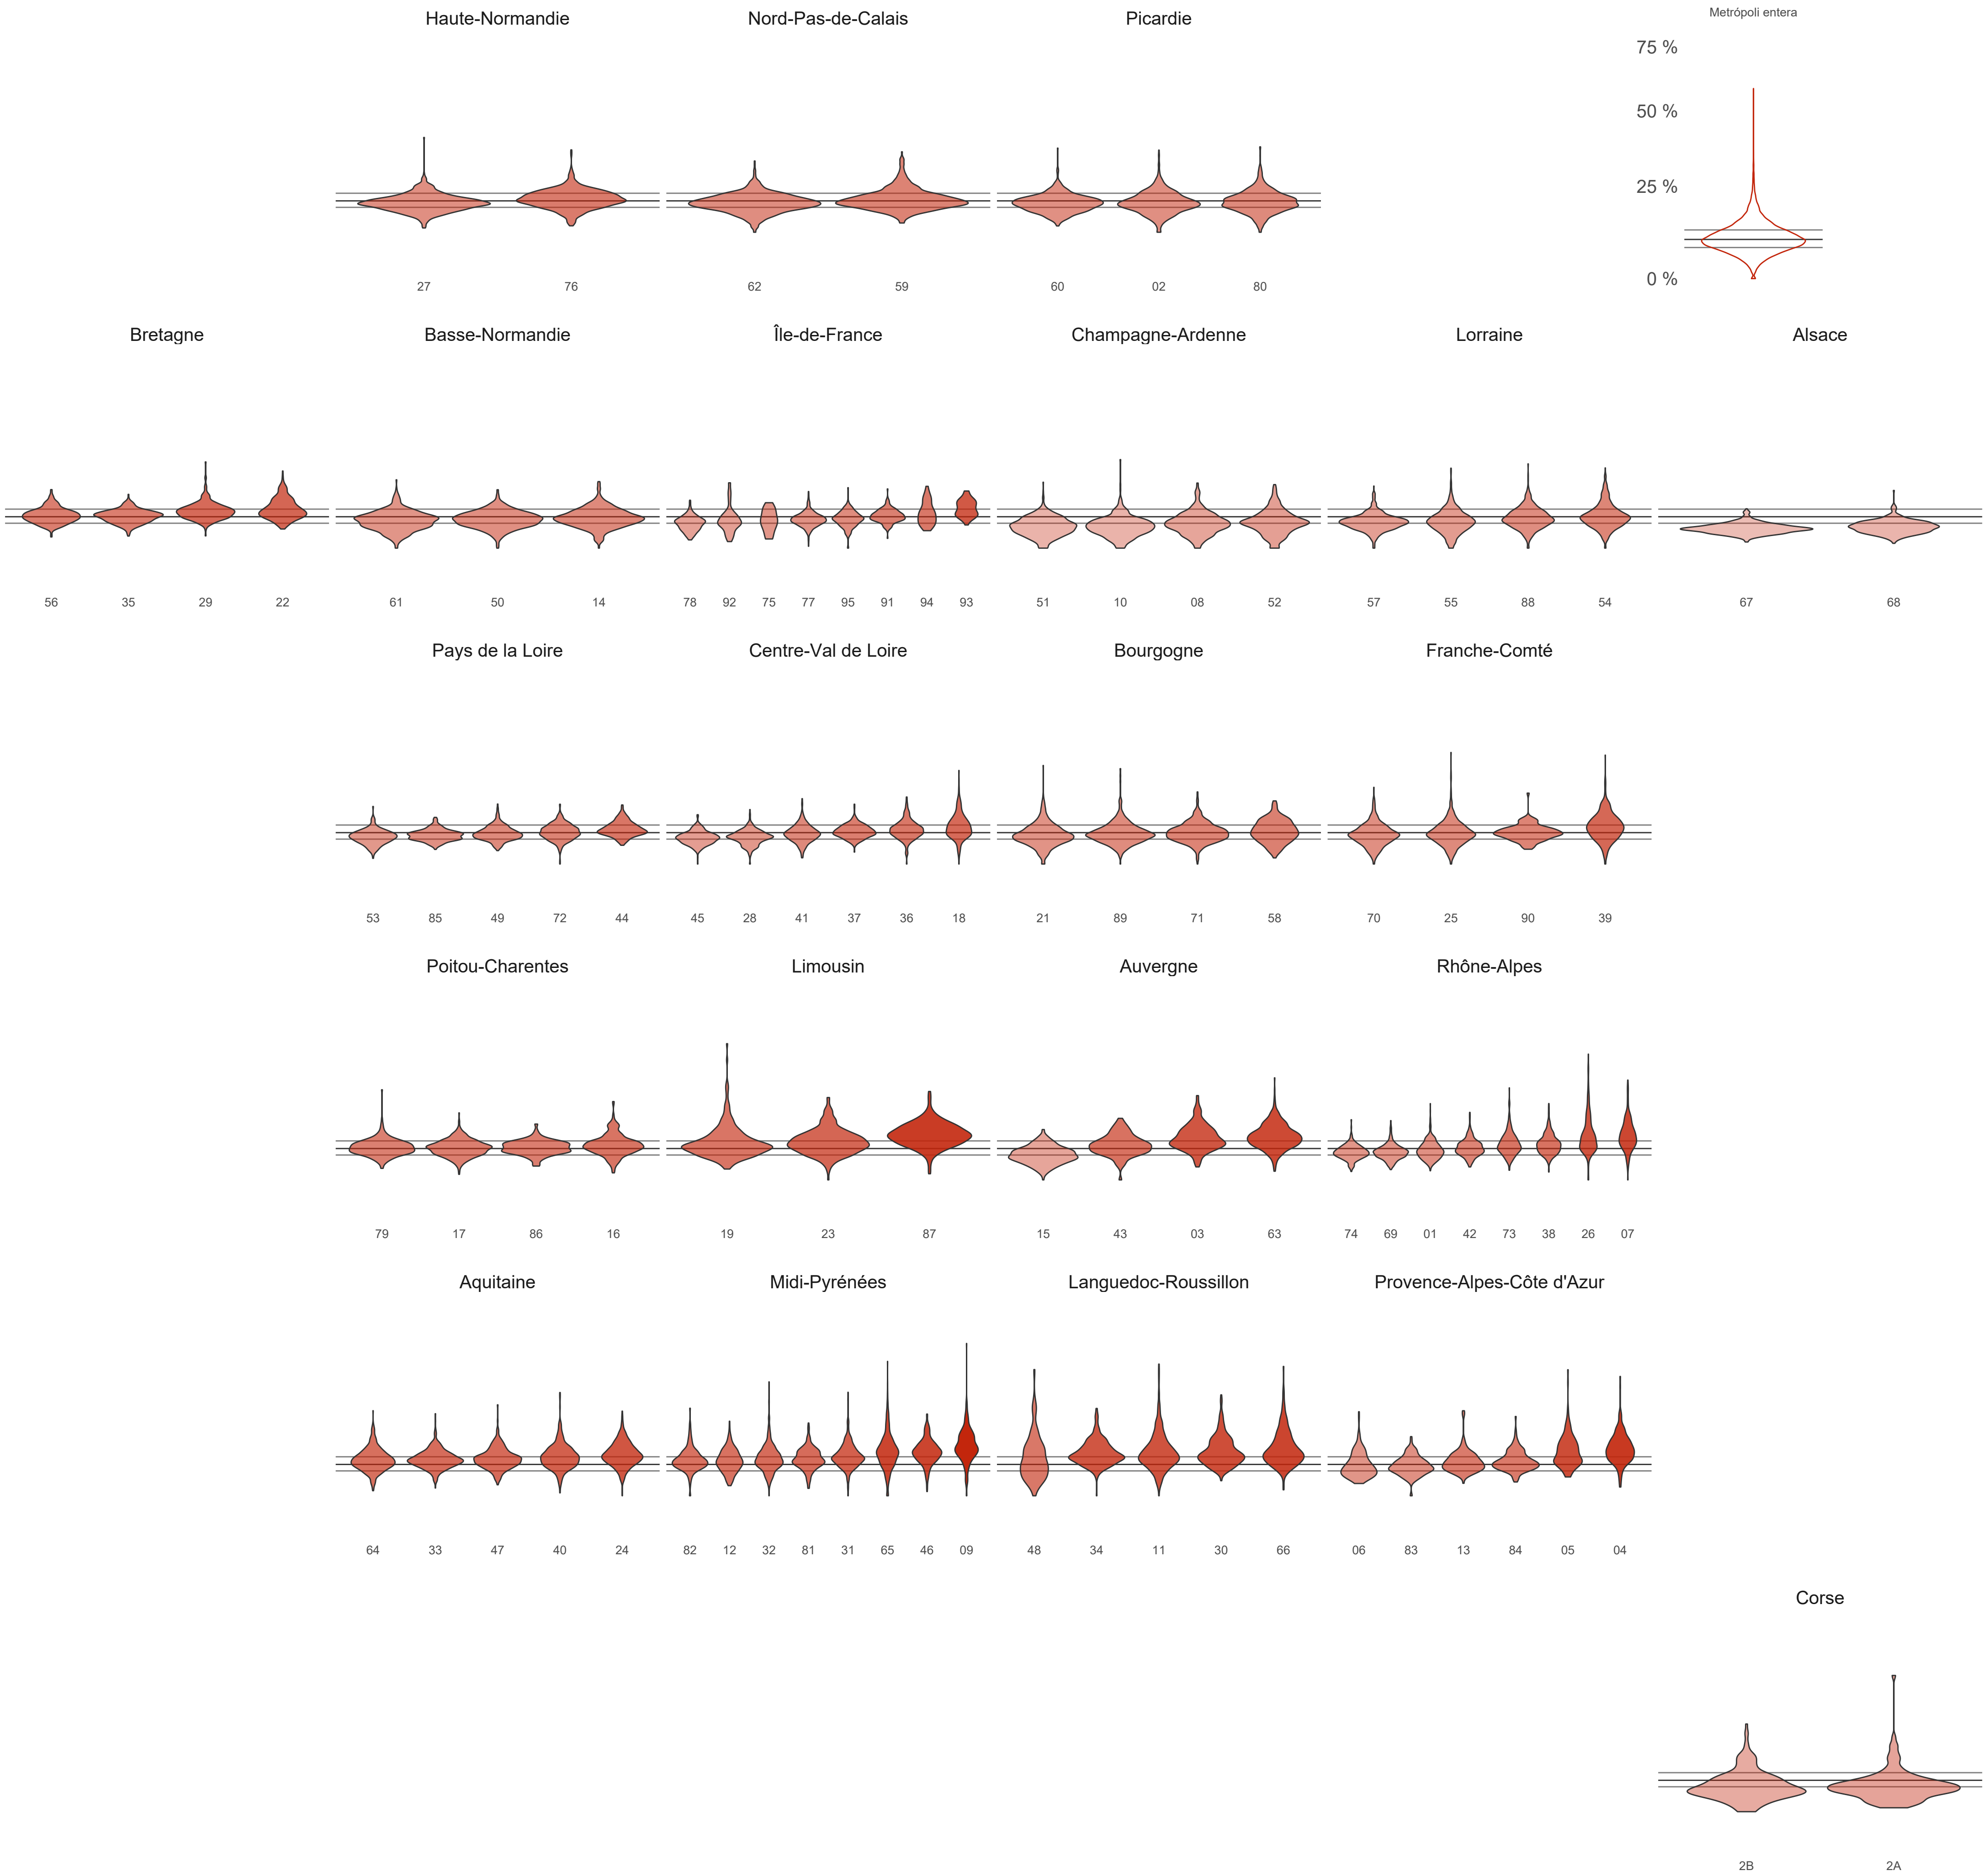 Haute-Normandie Nord-Pas-de-Calais Picardie Metrópoli entera
75 %
50 %
25 %
0 %
27 76 62 59 60 02 80
Bretagne Basse-Normandie Île-de-France Champagne-Ardenne Lorraine Alsace
56 35 29 22 61 50 14 78 92 75 77 95 91 94 93 51 10 08 52 57 55 88 54 67 68
Pays de la Loire Centre-Val de Loire Bourgogne Franche-Comté
53 85 49 72 44 45 28 41 37 36 18 21 89 71 58 70 25 90 39
Poitou-Charentes Limousin Auvergne Rhône-Alpes
79 17 86 16 19 23 87 15 43 03 63 74 69 01 42 73 38 26 07
Aquitaine Midi-Pyrénées Languedoc-Roussillon Provence-Alpes-Côte d'Azur
64 33 47 40 24 82 12 32 81 31 65 46 09 48 34 11 30 66 06 83 13 84 05 04
Corse
2B 2A